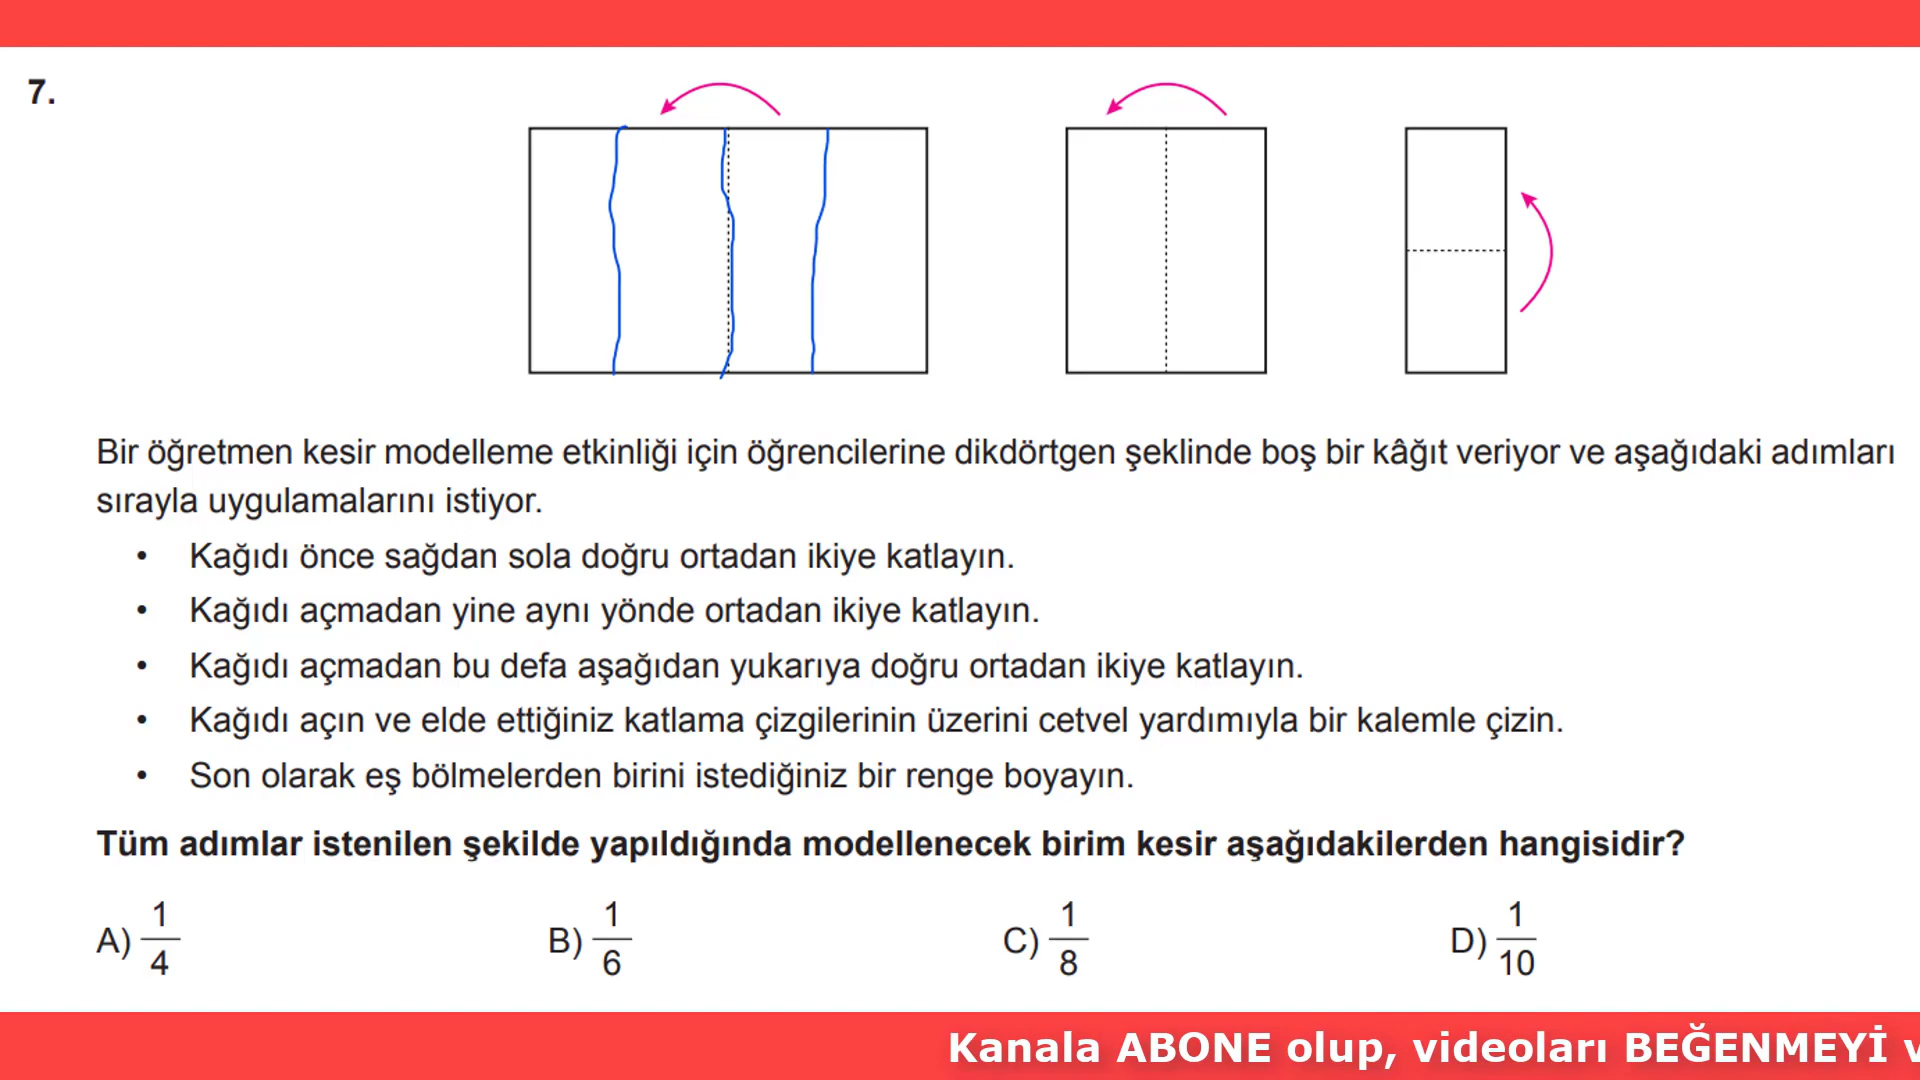 7.
Bir öğretmen kesir modelleme etkinliği için öğrencilerine dikdörtgen şeklinde boş bir kâğıt veriyor ve aşağıdaki adımları
sırayla uygulamalarını istiyor.
• Kağıdı önce sağdan sola doğru ortadan ikiye katlayın.
• Kağıdı açmadan yine aynı yönde ortadan ikiye katlayın.
• Kağıdı açmadan bu defa aşağıdan yukarıya doğru ortadan ikiye katlayın.
• Kağıdı açın ve elde ettiğiniz katlama çizgilerinin üzerini cetvel yardımıyla bir kalemle çizin.
• Son olarak eş bölmelerden birini istediğiniz bir renge boyayın.
Tüm adımlar istenilen şekilde yapıldığında modellenecek birim kesir aşağıdakilerden hangisidir?
A) 1/4 B) 1/6 C) 1/8 D) 1/10
Kanala ABONE olup, videoları BEĞENMEYİ v